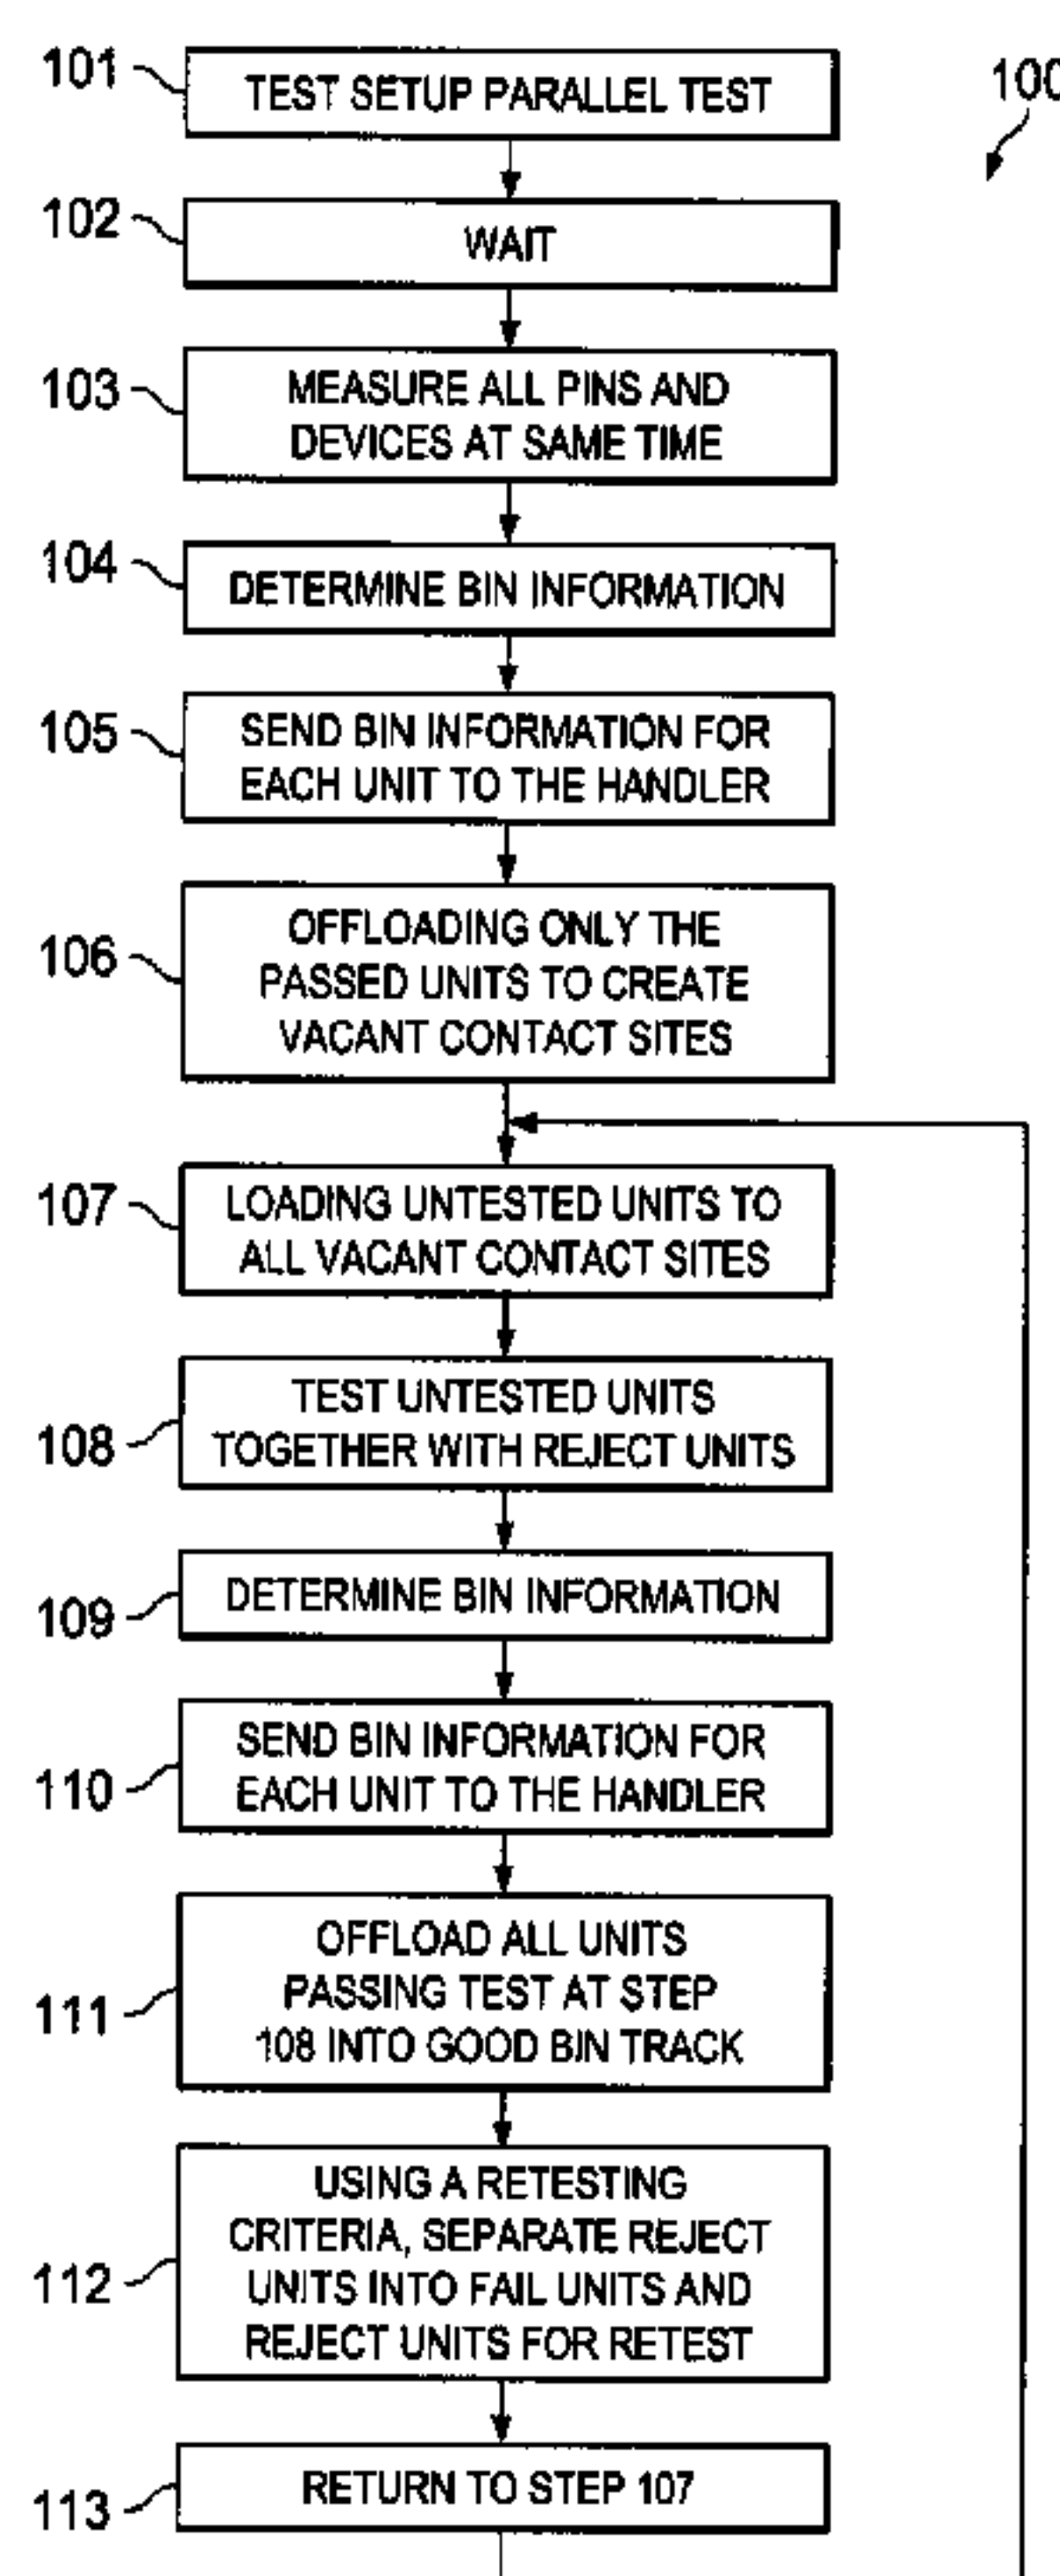 101
TEST SETUP PARALLEL TEST
100
102
WAIT
103
MEASURE ALL PINS AND
DEVICES AT SAME TIME
104
DETERMINE BIN INFORMATION
105
SEND BIN INFORMATION FOR
EACH UNIT TO THE HANDLER
106
OFFLOADING ONLY THE
PASSED UNITS TO CREATE
VACANT CONTACT SITES
107
LOADING UNTESTED UNITS TO
ALL VACANT CONTACT SITES
108
TEST UNTESTED UNITS
TOGETHER WITH REJECT UNITS
109
DETERMINE BIN INFORMATION
110
SEND BIN INFORMATION FOR
EACH UNIT TO THE HANDLER
111
OFFLOAD ALL UNITS
PASSING TEST AT STEP
108 INTO GOOD BIN TRACK
112
USING A RETESTING
CRITERIA, SEPARATE REJECT
UNITS INTO FAIL UNITS AND
REJECT UNITS FOR RETEST
113
RETURN TO STEP 107